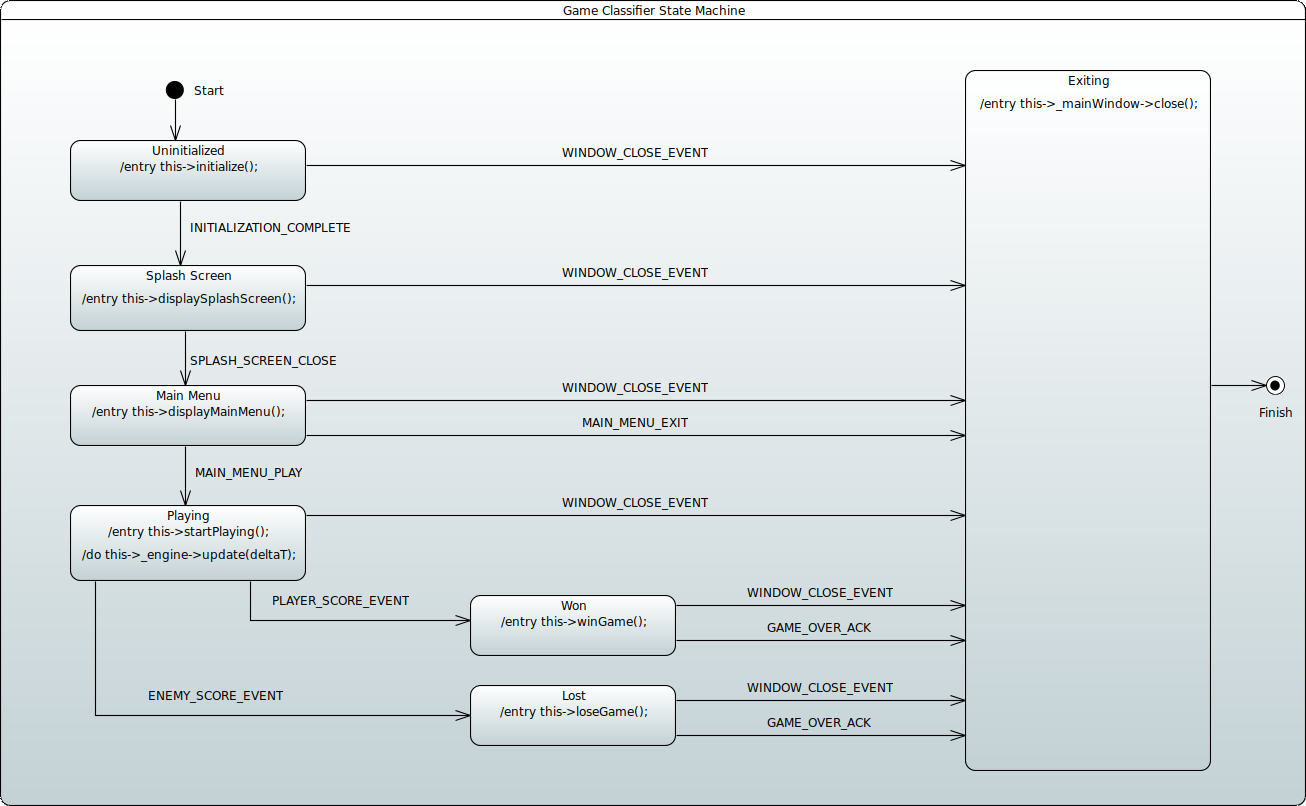 Game Classifier State Machine
Start
Exiting
/entry this->_mainWindow->close();
Uninitialized
/entry this->initialize();
WINDOW_CLOSE_EVENT
INITIALIZATION_COMPLETE
Splash Screen
/entry this->displaySplashScreen();
WINDOW_CLOSE_EVENT
SPLASH_SCREEN_CLOSE
Main Menu
/entry this->displayMainMenu();
WINDOW_CLOSE_EVENT
MAIN_MENU_EXIT
Finish
MAIN_MENU_PLAY
Playing
/entry this->startPlaying();
/do this->_engine->update(deltaT);
WINDOW_CLOSE_EVENT
PLAYER_SCORE_EVENT
Won
/entry this->winGame();
WINDOW_CLOSE_EVENT
GAME_OVER_ACK
ENEMY_SCORE_EVENT
Lost
/entry this->loseGame();
WINDOW_CLOSE_EVENT
GAME_OVER_ACK